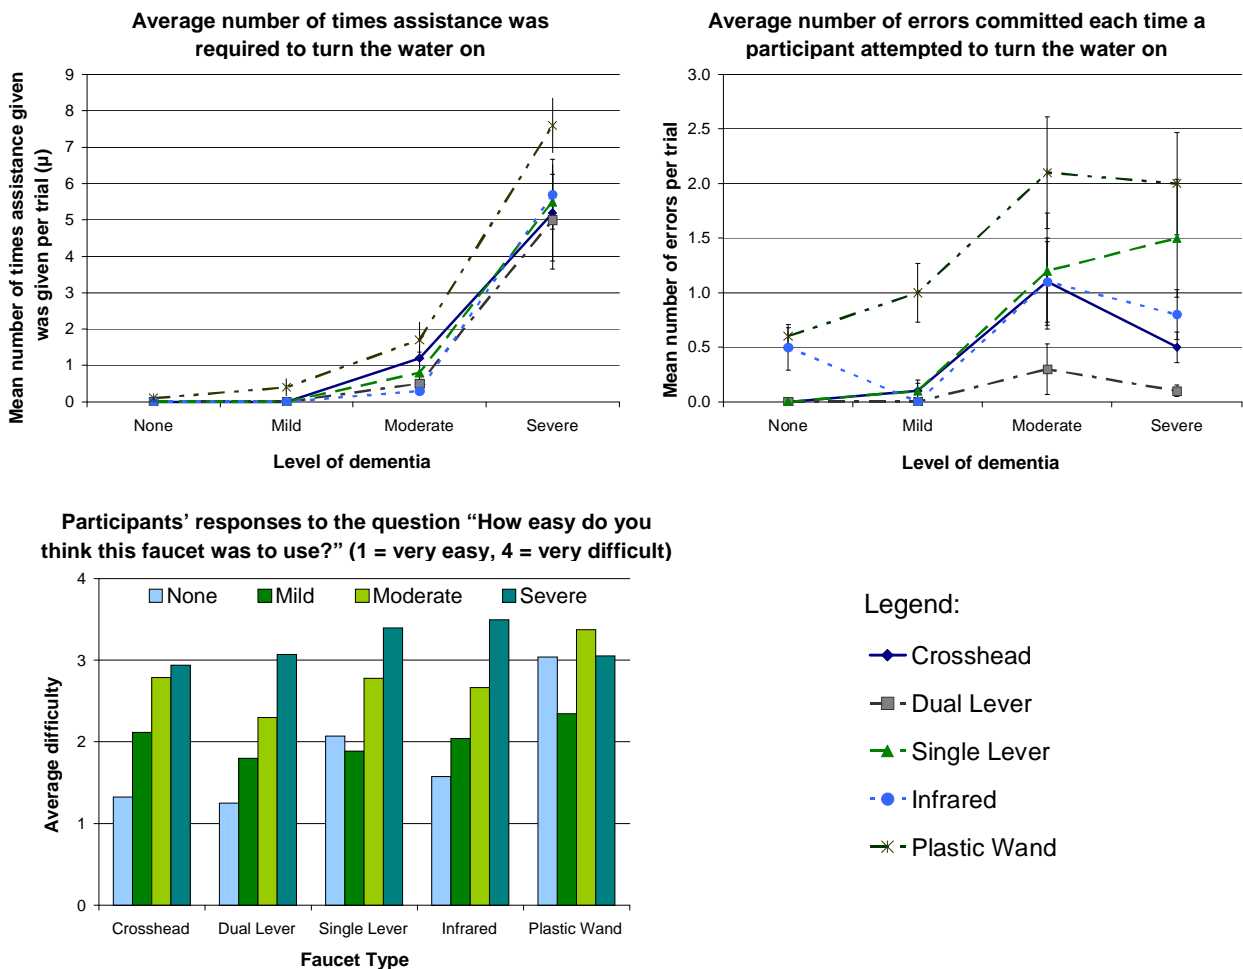 Average number of times assistance was
required to turn the water on
Mean number of times assistance given
was given per trial (μ)
9
8
7
6
5
4
3
2
1
0
None Mild Moderate Severe
Level of dementia
Average number of errors committed each time a
participant attempted to turn the water on
Mean number of errors per trial
3.0
2.5
2.0
1.5
1.0
0.5
0.0
None Mild Moderate Severe
Level of dementia
Participants’ responses to the question “How easy do you
think this faucet was to use?” (1 = very easy, 4 = very difficult)
Average difficulty
4
3
2
1
0
None Mild Moderate Severe
Crosshead Dual Lever Single Lever Infrared Plastic Wand
Faucet Type
Legend:
Crosshead
Dual Lever
Single Lever
Infrared
Plastic Wand